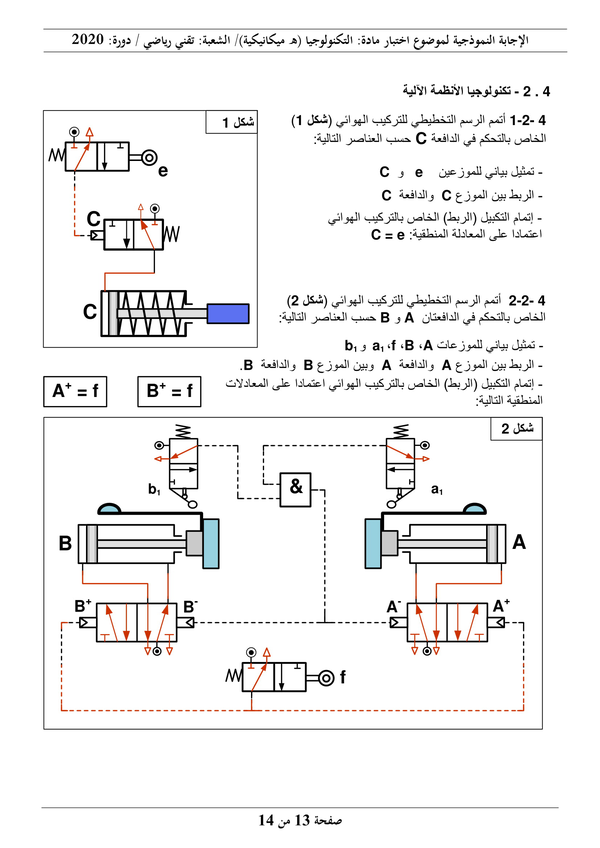 الإجابة النموذجية لموضوع اختبار مادة: التكنولوجيا (هـ ميكانيكية)/ الشعبة: تقني رياضي / دورة: 2020
4 . 2 - تكنولوجيا الأنظمة الآلية
4 -2-1 أتمم الرسم التخطيطي للتركيب الهوائي (شكل 1)
الخاص بالتحكم في الدافعة C حسب العناصر التالية:
- تمثيل بياني للموزعين e و C
- الربط بين الموزع C والدافعة C
- إتمام التكبيل (الربط) الخاص بالتركيب الهوائي
اعتمادا على المعادلة المنطقية: C = e
شكل 1
e
C
C
4 -2-2 أتمم الرسم التخطيطي للتركيب الهوائي (شكل 2)
الخاص بالتحكم في الدافعتان A و B حسب العناصر التالية:
- تمثيل بياني للموزعات A، B، f، a₁ و b₁
- الربط بين الموزع A والدافعة A وبين الموزع B والدافعة B.
- إتمام التكبيل (الربط) الخاص بالتركيب الهوائي اعتمادا على المعادلات
المنطقية التالية:
A⁺ = f
B⁺ = f
شكل 2
b₁
&
a₁
B
A
B⁺
B⁻
A⁻
A⁺
f
صفحة 13 من 14